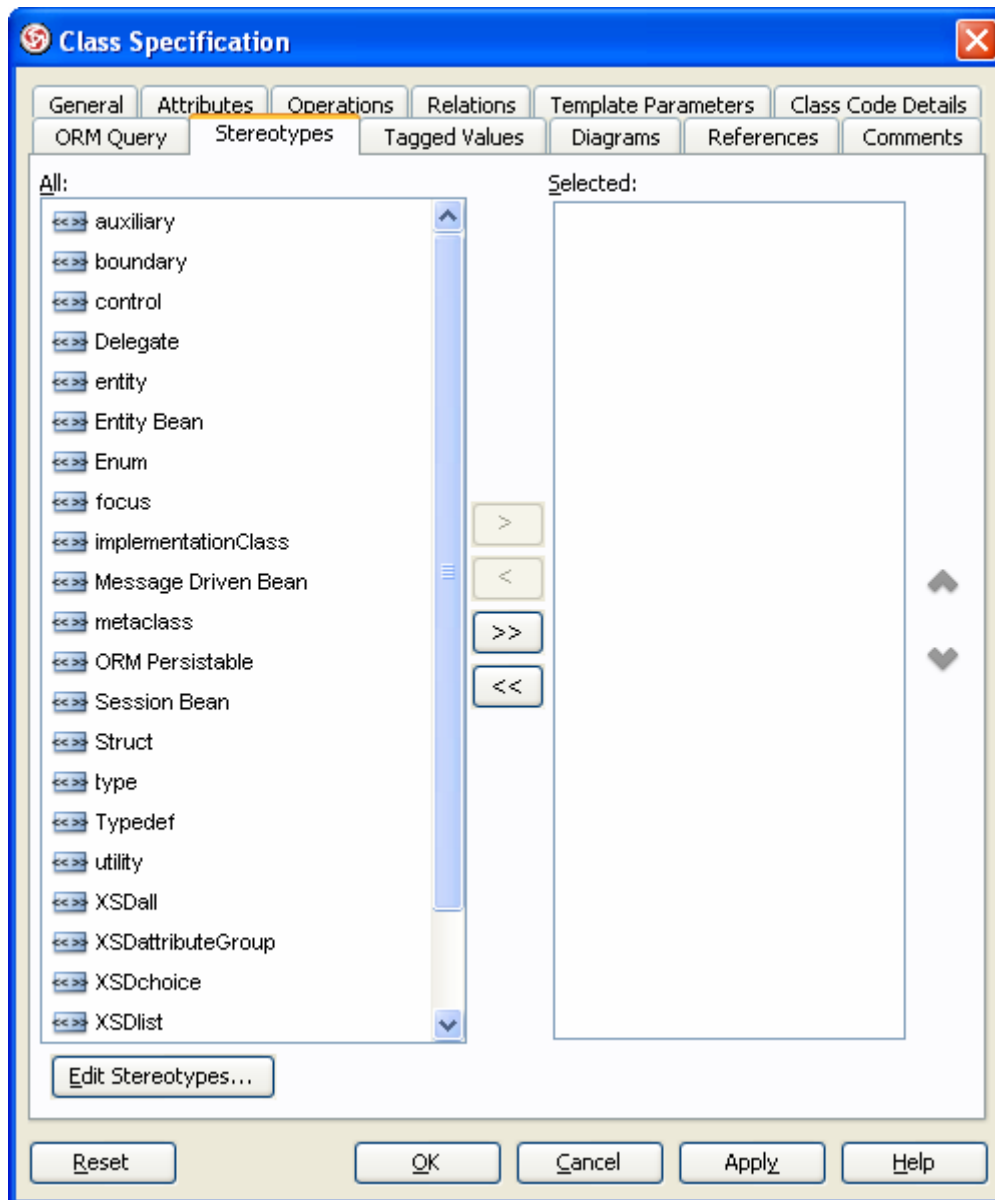 Class Specification
General Attributes Operations Relations Template Parameters Class Code Details
ORM Query Stereotypes Tagged Values Diagrams References Comments
All: Selected:
<<>> auxiliary
<<>> boundary
<<>> control
<<>> Delegate
<<>> entity
<<>> Entity Bean
<<>> Enum
<<>> focus
<<>> implementationClass
<<>> Message Driven Bean
<<>> metaclass
<<>> ORM Persistable
<<>> Session Bean
<<>> Struct
<<>> type
<<>> Typedef
<<>> utility
<<>> XSDall
<<>> XSDattributeGroup
<<>> XSDchoice
<<>> XSDlist
>
<
>>
<<
Edit Stereotypes...
Reset OK Cancel Apply Help